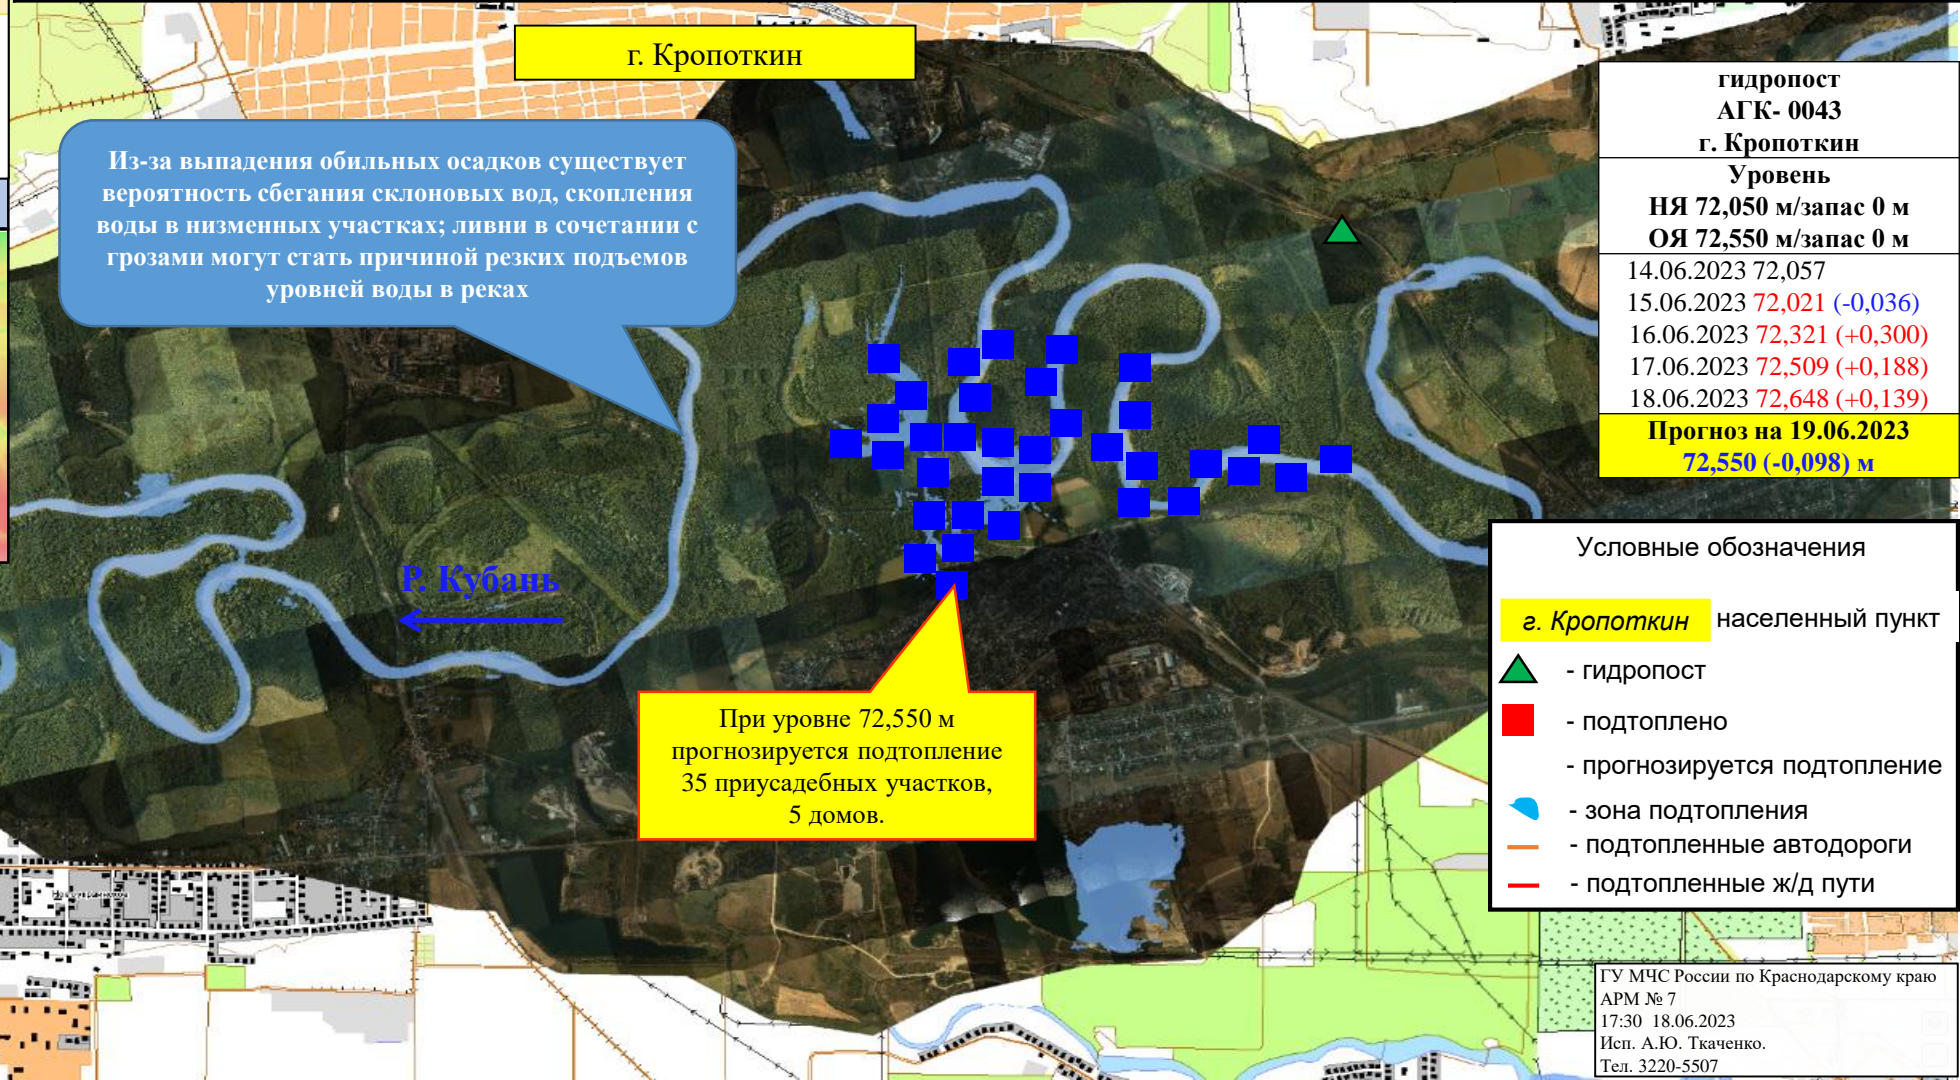 г. Кропоткин
Из-за выпадения обильных осадков существует
вероятность сбегания склоновых вод, скопления
воды в низменных участках; ливни в сочетании с
грозами могут стать причиной резких подъемов
уровней воды в реках
гидропост
АГК- 0043
г. Кропоткин
Уровень
НЯ 72,050 м/запас 0 м
ОЯ 72,550 м/запас 0 м
14.06.2023 72,057
15.06.2023 72,021 (-0,036)
16.06.2023 72,321 (+0,300)
17.06.2023 72,509 (+0,188)
18.06.2023 72,648 (+0,139)
Прогноз на 19.06.2023
72,550 (-0,098) м
Р. Кубань
При уровне 72,550 м
прогнозируется подтопление
35 приусадебных участков,
5 домов.
Условные обозначения
г. Кропоткин населенный пункт
- гидропост
- подтоплено
- прогнозируется подтопление
- зона подтопления
- подтопленные автодороги
- подтопленные ж/д пути
ГУ МЧС России по Краснодарскому краю
АРМ № 7
17:30 18.06.2023
Исп. А.Ю. Ткаченко.
Тел. 3220-5507